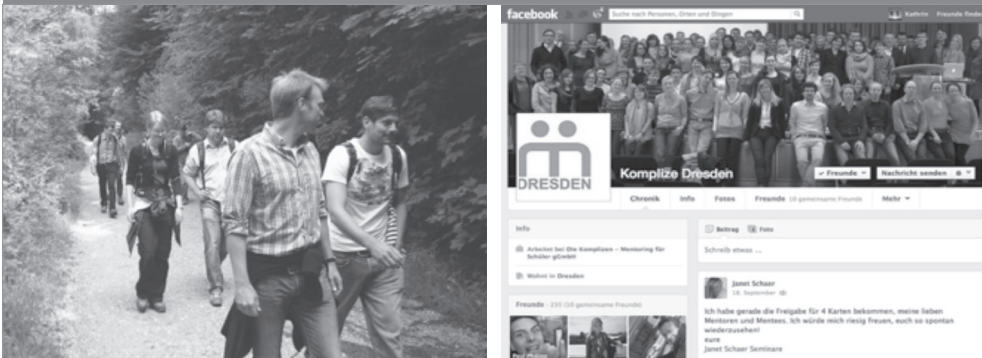 facebook
Suche nach Personen, Orten und Dingen
Kathrin Freunde finden
DRESDEN
Komplize Dresden
Freunde
Nachricht senden
Chronik Info Fotos Freunde 10 gemeinsame Freunde Mehr
Info
Arbeitet bei Die Komplizen – Mentoring für
Schüler gGmbH
Wohnt in Dresden
Freunde · 235 (10 gemeinsame Freunde)
Beitrag Foto
Schreib etwas ...
Janet Schaer
18. September
Ich habe gerade die Freigabe für 4 Karten bekommen, meine lieben
Mentoren und Mentees. Ich würde mich riesig freuen, euch so spontan
wiederzusehen!
eure
Janet Schaer Seminare